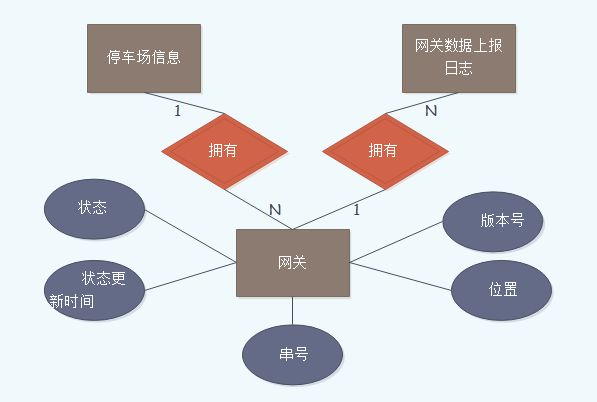 停车场信息
网关数据上报
日志
1
N
拥有
拥有
N
1
状态
版本号
网关
状态更
新时间
位置
串号